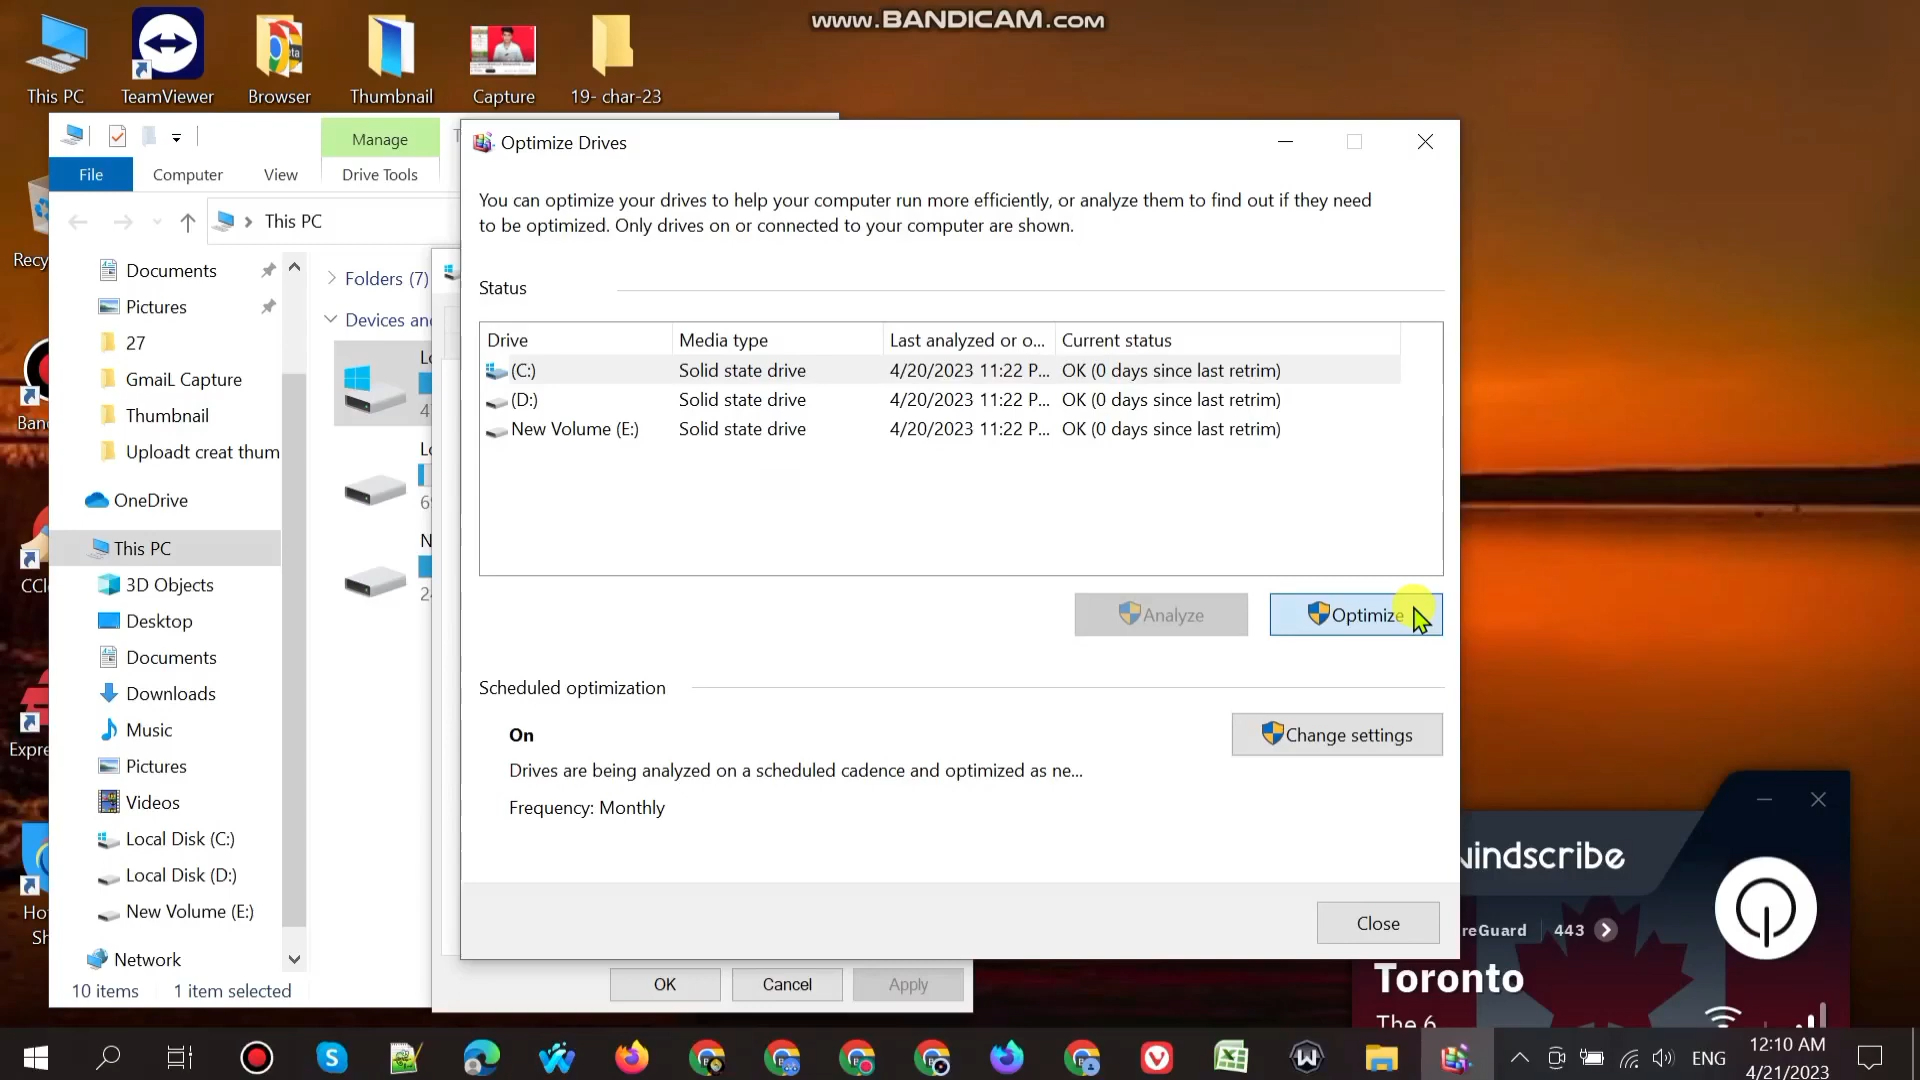 www.BANDICAM.com
This PC
TeamViewer
Browser
Thumbnail
Capture
19- char-23
Manage
File
Computer
View
Drive Tools
This PC
Documents
Pictures
27
GmaiL Capture
Thumbnail
Uploadt creat thum
OneDrive
This PC
3D Objects
Desktop
Documents
Downloads
Music
Pictures
Videos
Local Disk (C:)
Local Disk (D:)
New Volume (E:)
Network
10 items
1 item selected
Folders (7)
Devices an
Optimize Drives
You can optimize your drives to help your computer run more efficiently, or analyze them to find out if they need
to be optimized. Only drives on or connected to your computer are shown.
Status
Drive Media type Last analyzed or o... Current status
(C:) Solid state drive 4/20/2023 11:22 P... OK (0 days since last retrim)
(D:) Solid state drive 4/20/2023 11:22 P... OK (0 days since last retrim)
New Volume (E:) Solid state drive 4/20/2023 11:22 P... OK (0 days since last retrim)
Analyze
Optimize
Scheduled optimization
On
Change settings
Drives are being analyzed on a scheduled cadence and optimized as ne...
Frequency: Monthly
Close
OK
Cancel
Apply
indscribe
reGuard 443
Toronto
The 6
ENG
12:10 AM
4/21/2023